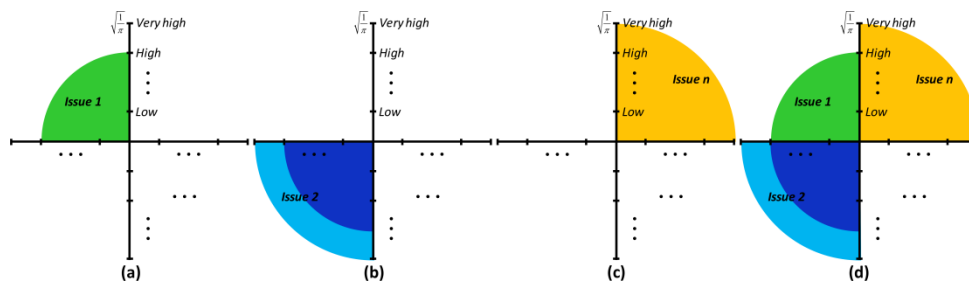 √(1/π) Very high
High
⋮
Low
Issue 1
... ...
...
⋮
(a)
√(1/π) Very high
High
⋮
Low
... ...
Issue 2
...
⋮
(b)
√(1/π) Very high
High
⋮
Issue n
Low
... ...
...
⋮
(c)
√(1/π) Very high
High
⋮
Issue n
Issue 1
Low
... ...
Issue 2
...
⋮
(d)